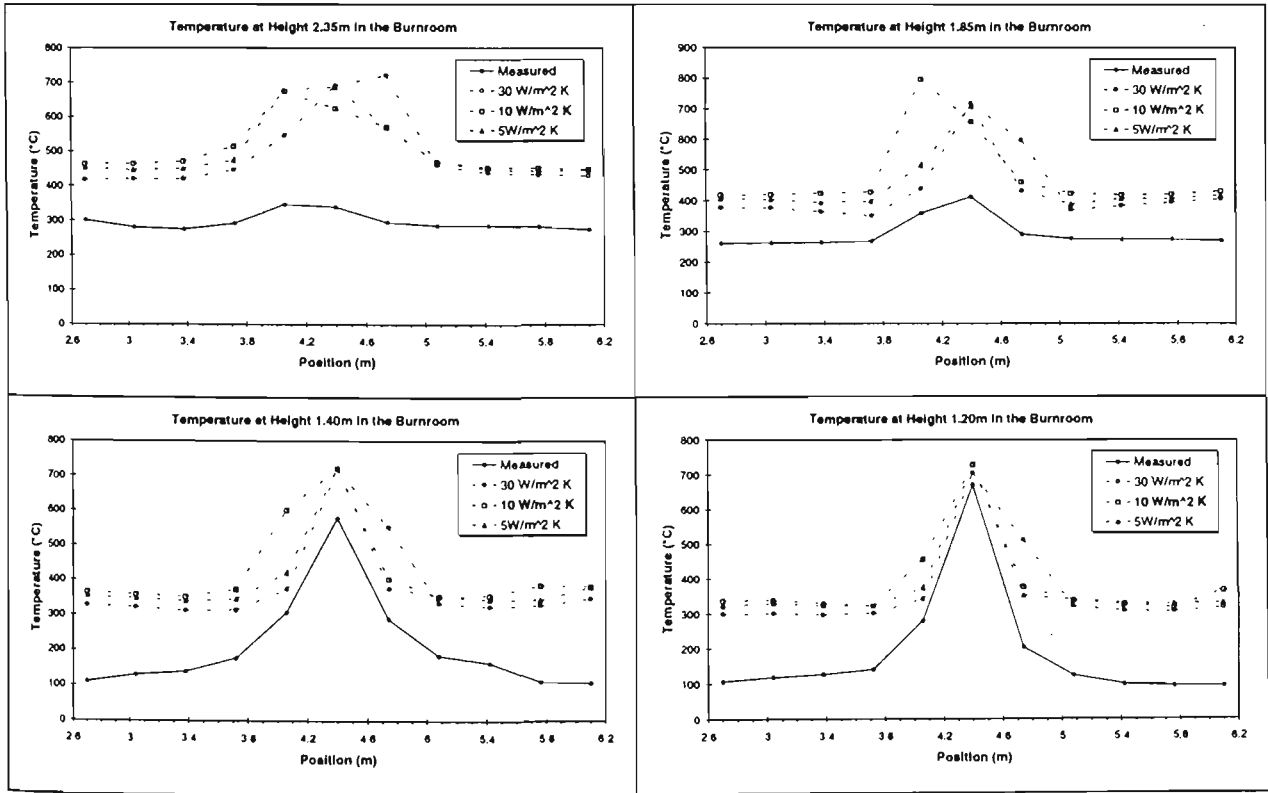 Temperature at Height 2.35m in the Burnroom
800
700
600
500
400
300
200
100
0
Temperature (°C)
2.6 3 3.4 3.8 4.2 4.6 5 5.4 5.8 6.2
Position (m)
Measured
30 W/m^2 K
10 W/m^2 K
5W/m^2 K
Temperature at Height 1.85m in the Burnroom
900
800
700
600
500
400
300
200
100
0
Temperature (°C)
2.6 3 3.4 3.8 4.2 4.6 5 5.4 5.8 6.2
Position (m)
Measured
30 W/m^2 K
10 W/m^2 K
5W/m^2 K
Temperature at Height 1.40m in the Burnroom
800
700
600
500
400
300
200
100
0
Temperature (°C)
2.6 3 3.4 3.8 4.2 4.6 5 5.4 5.8 6.2
Position (m)
Measured
30 W/m^2 K
10 W/m^2 K
5W/m^2 K
Temperature at Height 1.20m in the Burnroom
800
700
600
500
400
300
200
100
0
Temperature (°C)
2.6 3 3.4 3.8 4.2 4.6 5 5.4 5.8 6.2
Position (m)
Measured
30 W/m^2 K
10 W/m^2 K
5W/m^2 K